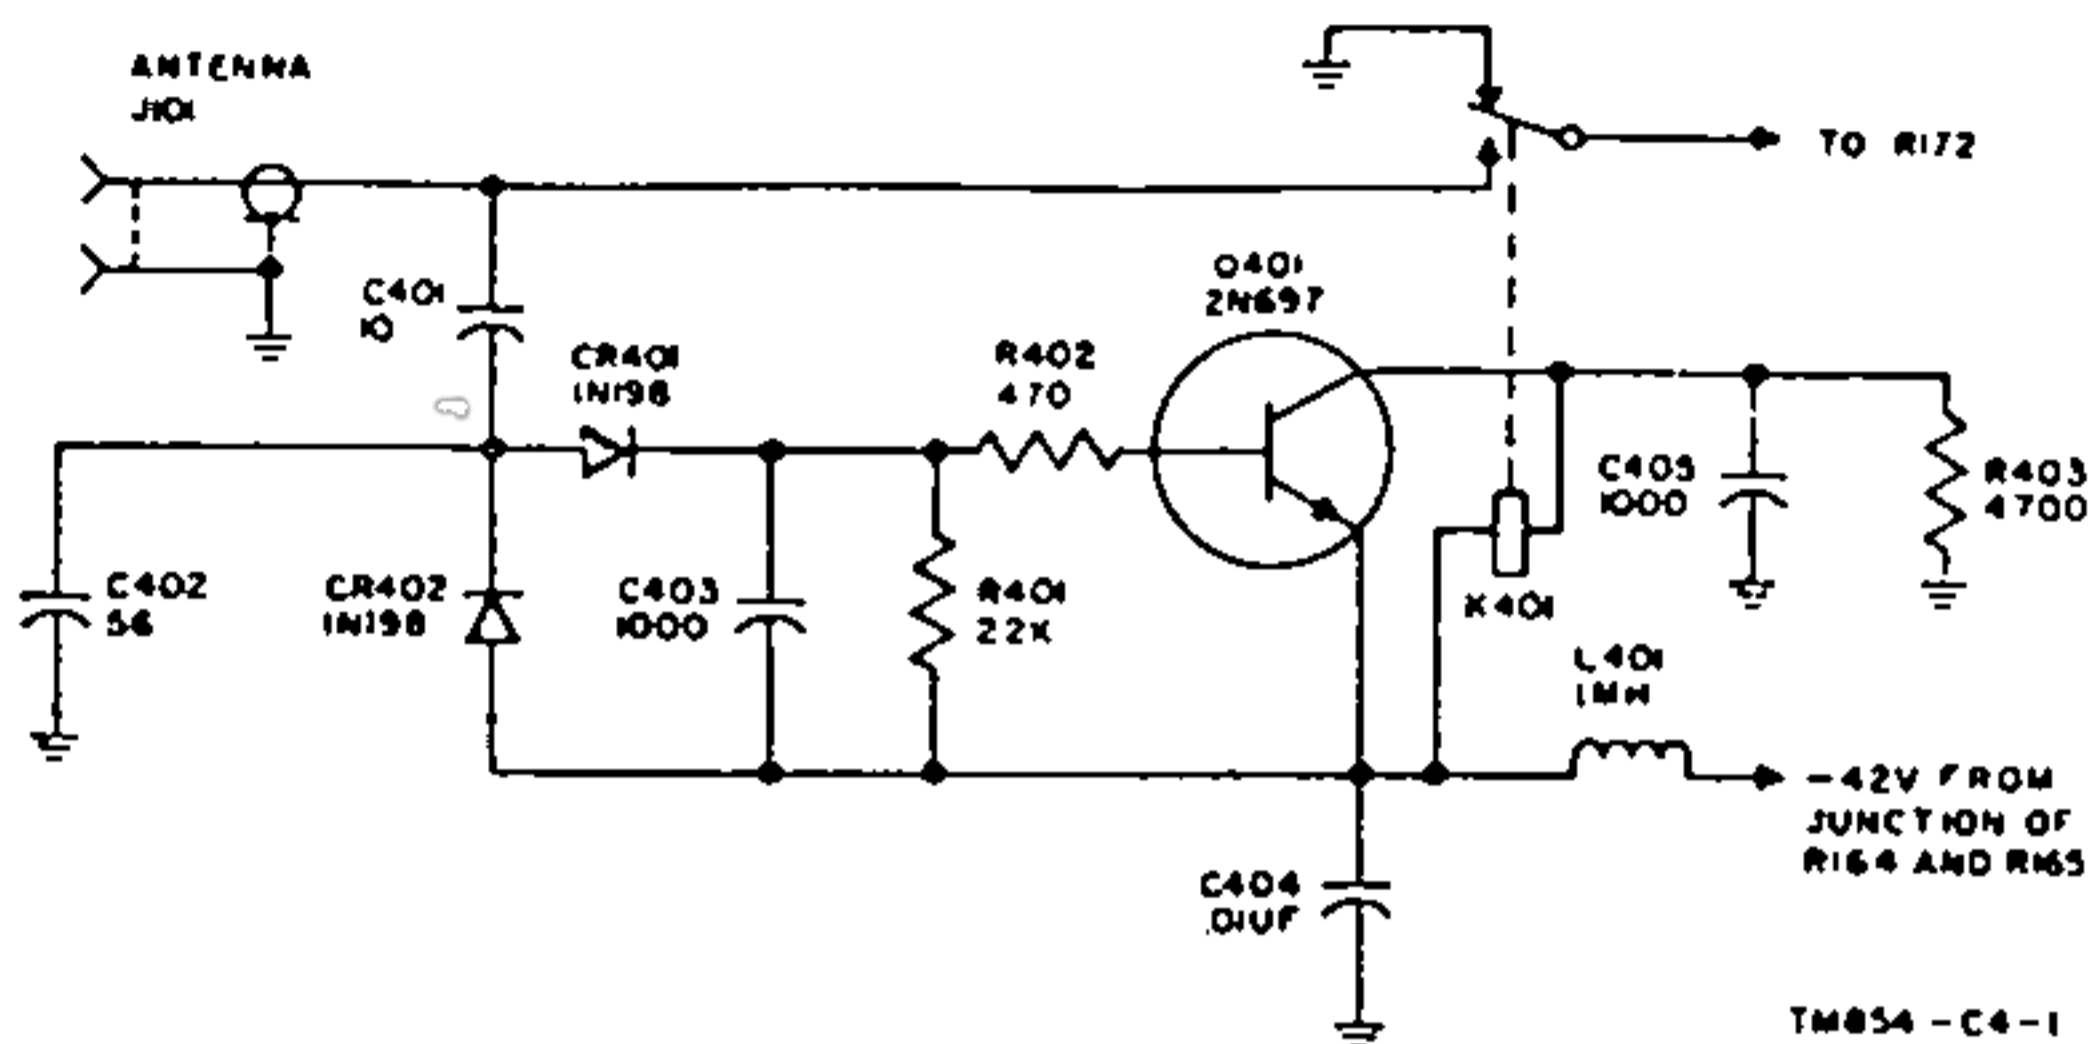 ANTENNA
J101
TO R172
C401
10
CR401
1N198
R402
470
Q401
2N697
C405
1000
R403
4700
C402
56
CR402
1N198
C403
1000
R401
22K
K401
L401
1MH
-42V FROM
JUNCTION OF
R164 AND R165
C404
.01UF
TM854-C4-1